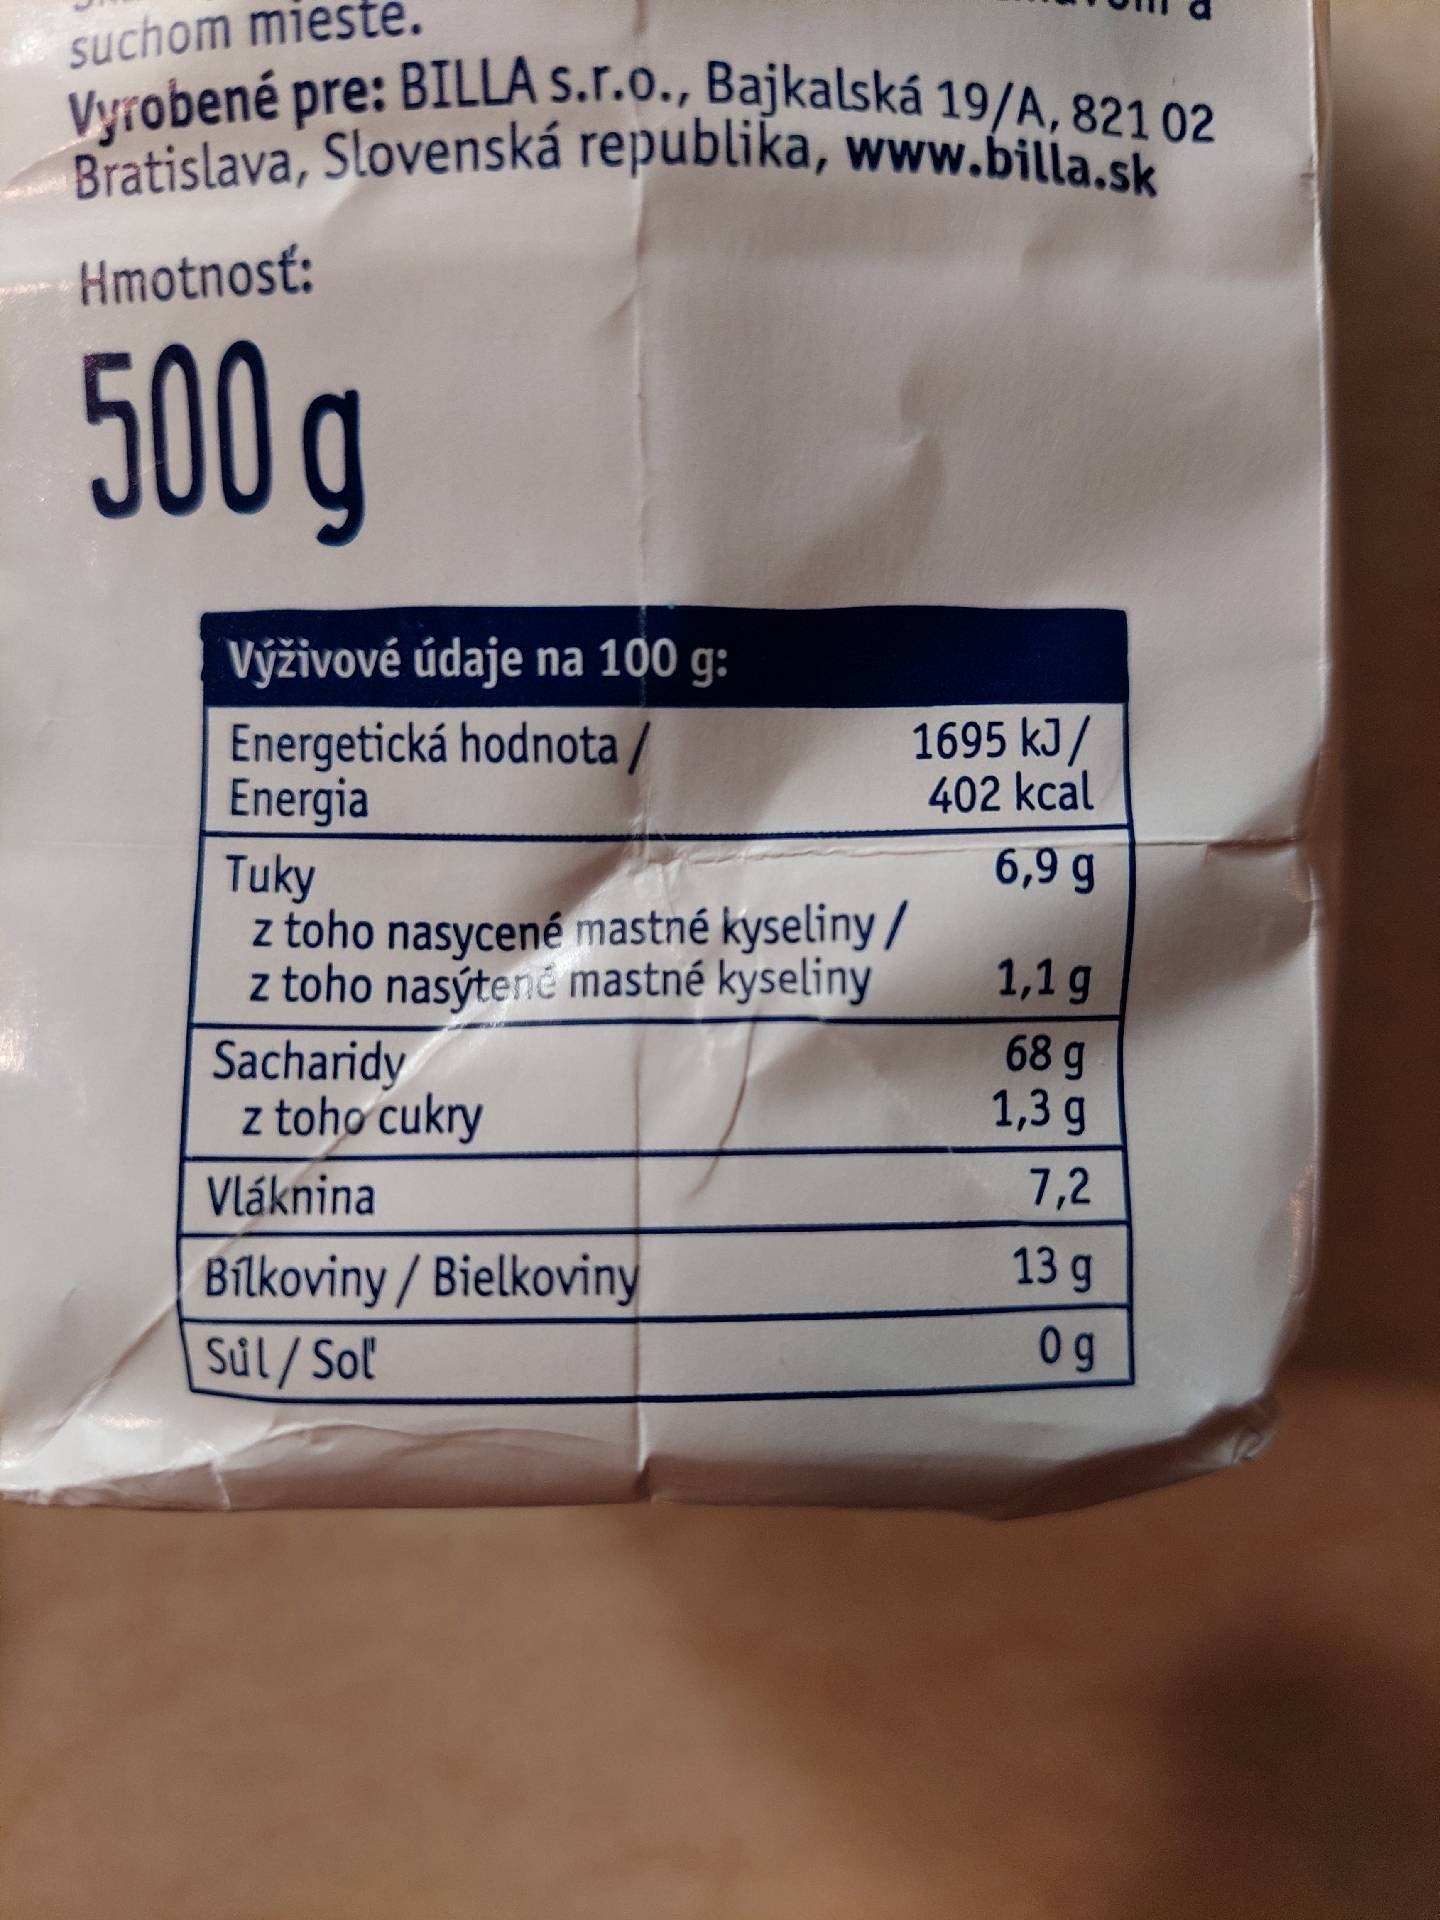 suchom mieste.
Vyrobené pre: BILLA s.r.o., Bajkalská 19/A, 821 02
Bratislava, Slovenská republika, www.billa.sk
Hmotnosť:
500 g
Výživové údaje na 100 g:
Energetická hodnota / 1695 kJ /
Energia 402 kcal
Tuky 6,9 g
z toho nasycené mastné kyseliny /
z toho nasýtené mastné kyseliny 1,1 g
Sacharidy 68 g
z toho cukry 1,3 g
Vláknina 7,2
Bílkoviny / Bielkoviny 13 g
Sůl / Soľ 0 g